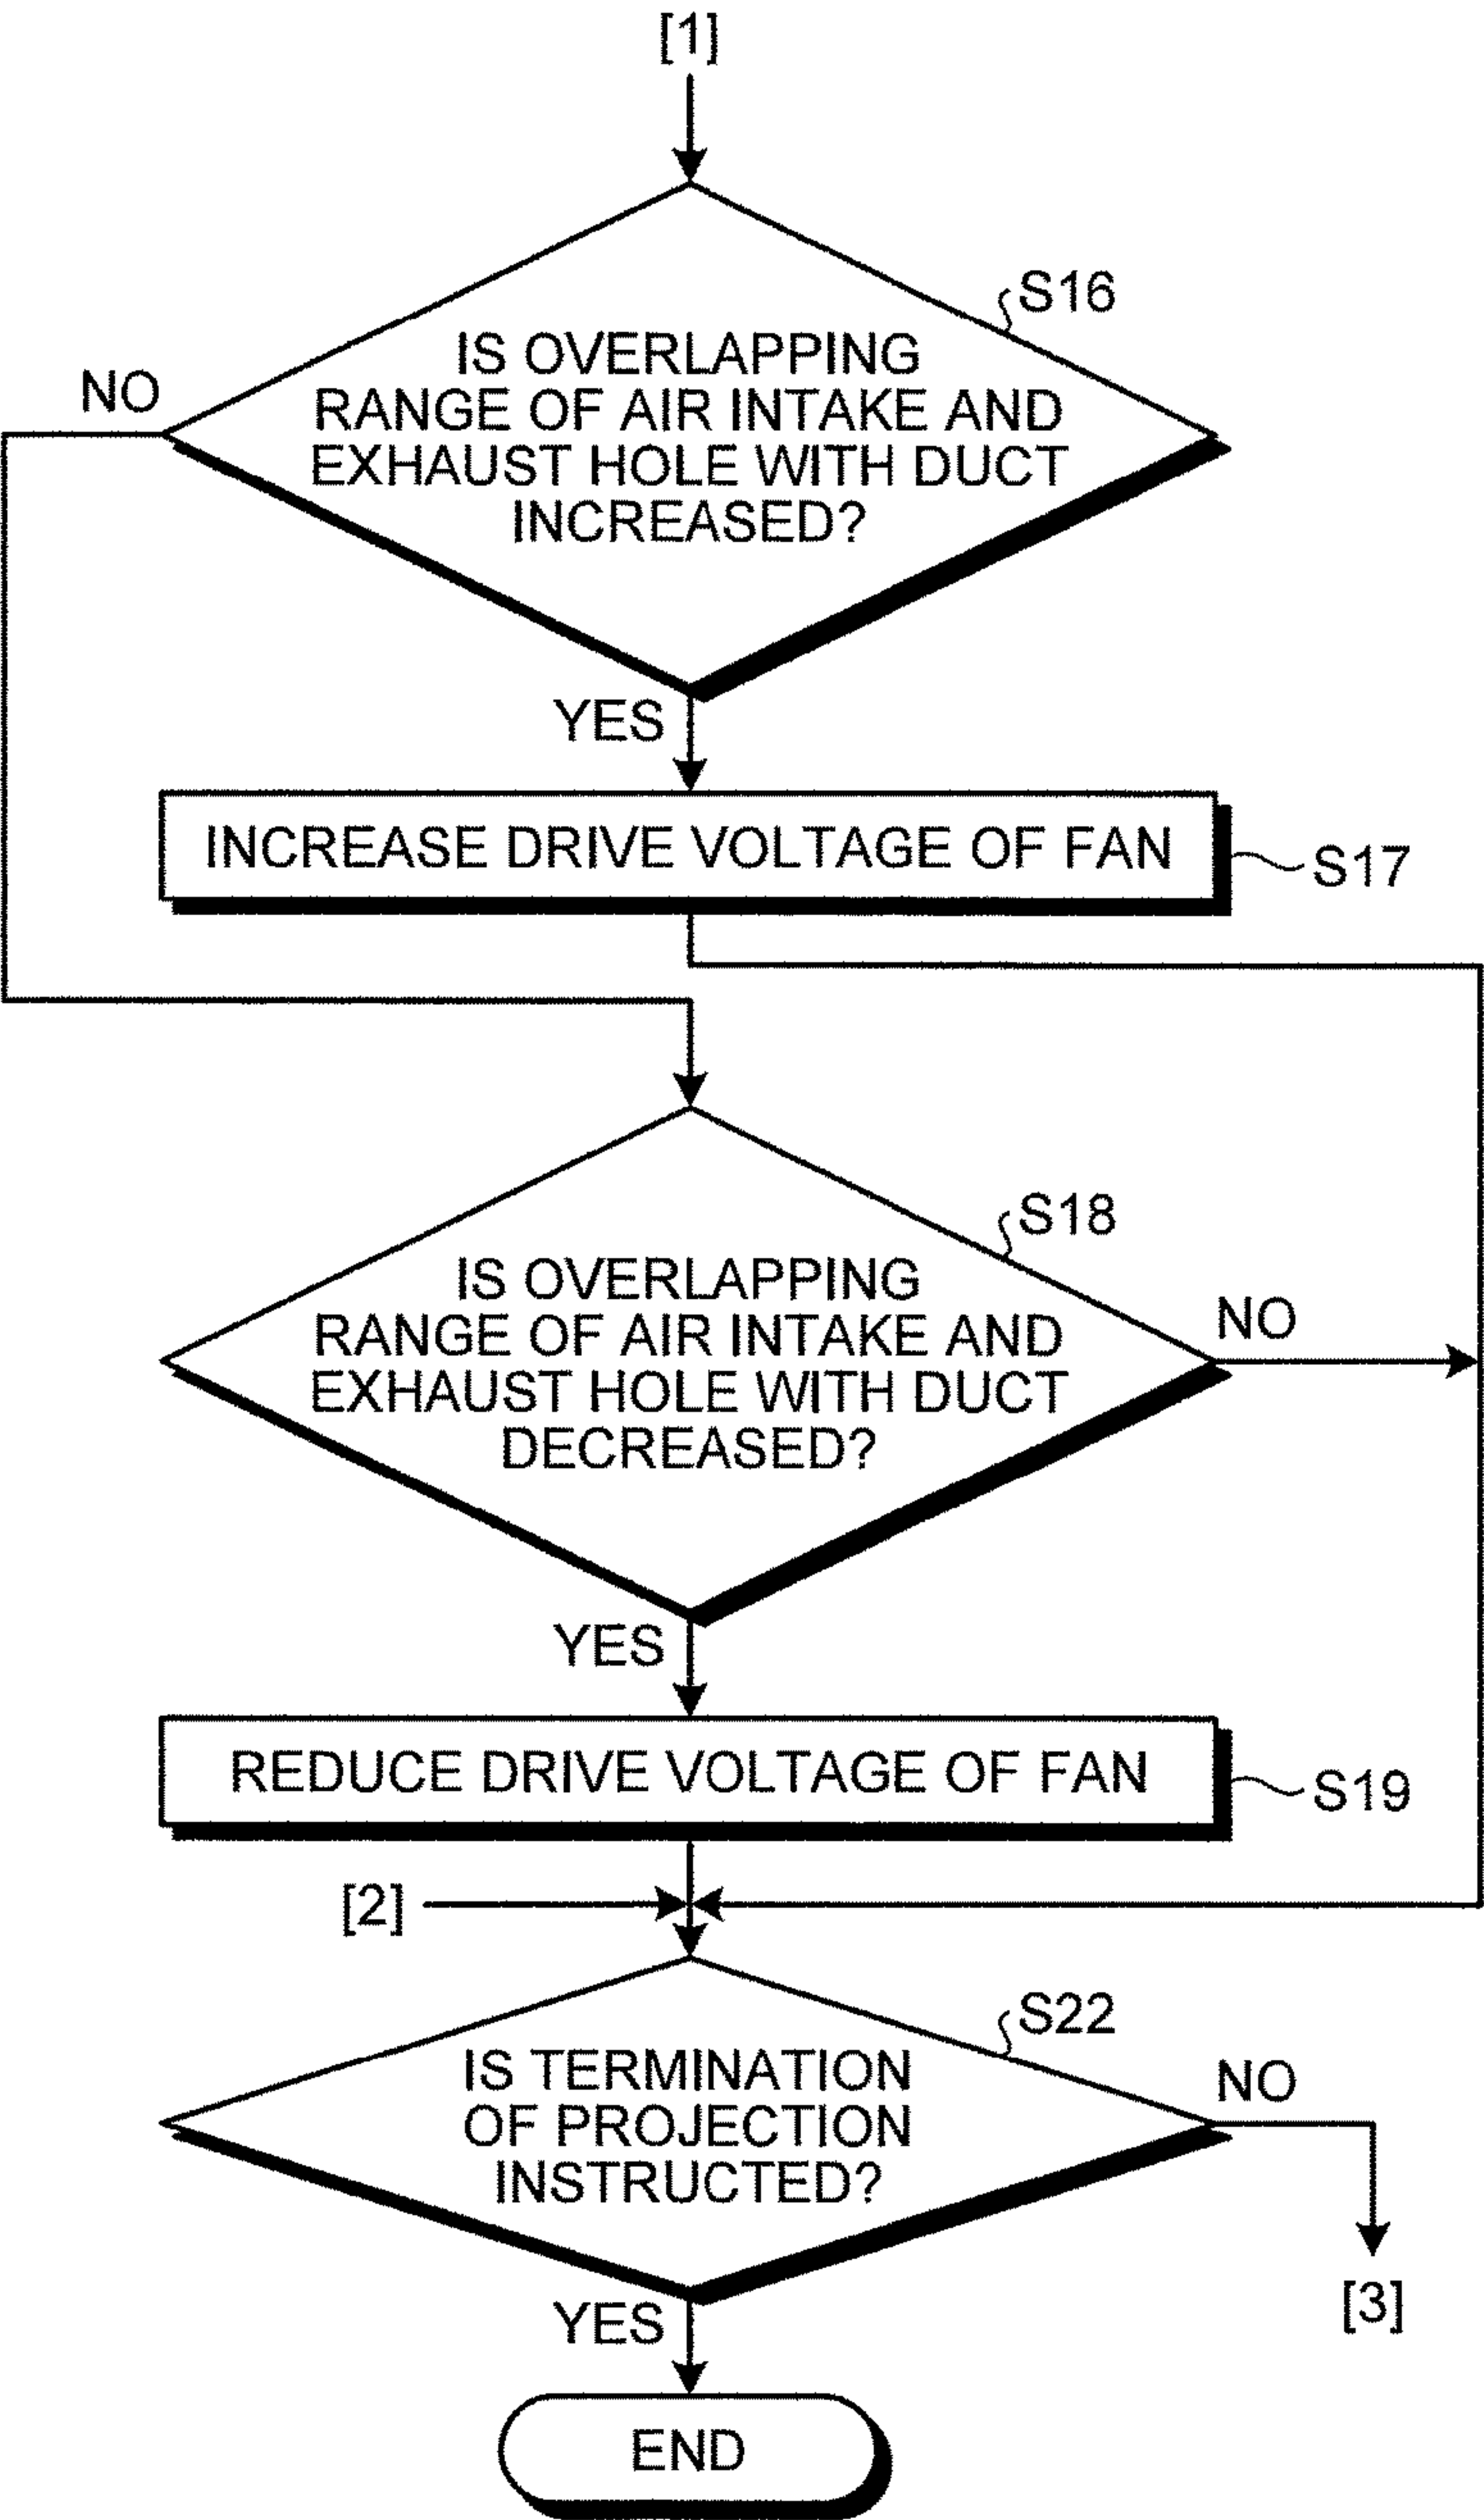 [1]
S16
IS OVERLAPPING
RANGE OF AIR INTAKE AND
EXHAUST HOLE WITH DUCT
INCREASED?
NO
YES
INCREASE DRIVE VOLTAGE OF FAN
S17
S18
IS OVERLAPPING
RANGE OF AIR INTAKE AND
EXHAUST HOLE WITH DUCT
DECREASED?
NO
YES
REDUCE DRIVE VOLTAGE OF FAN
S19
[2]
S22
IS TERMINATION
OF PROJECTION
INSTRUCTED?
NO
YES
[3]
END